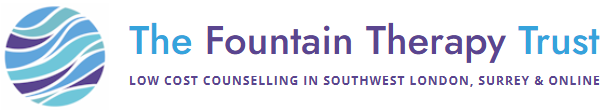 The Fountain Therapy Trust
LOW COST COUNSELLING IN SOUTHWEST LONDON, SURREY & ONLINE